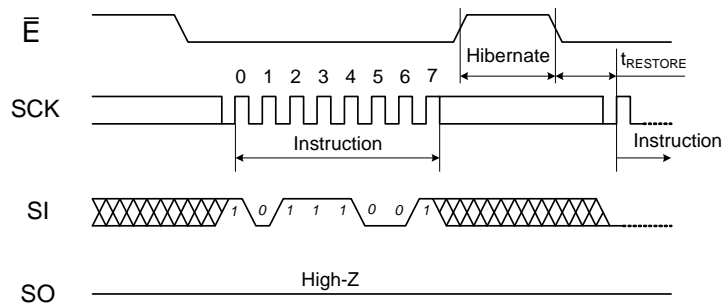 E̅
Hibernate
tRESTORE
0 1 2 3 4 5 6 7
SCK
Instruction
Instruction
SI
1 0 1 1 1 0 0 1
High-Z
SO